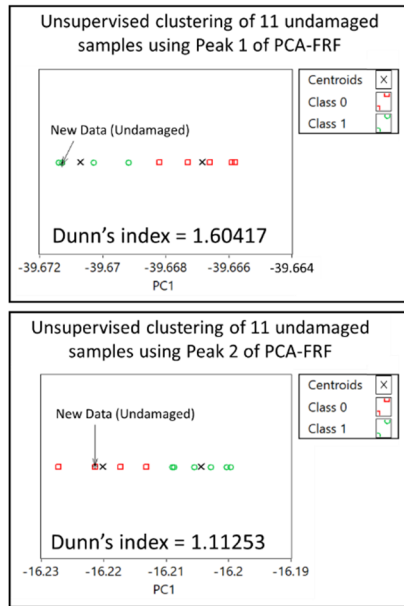 Unsupervised clustering of 11 undamaged
samples using Peak 1 of PCA-FRF
Centroids
Class 0
Class 1
New Data (Undamaged)
Dunn's index = 1.60417
-39.672 -39.67 -39.668 -39.666 -39.664
PC1
Unsupervised clustering of 11 undamaged
samples using Peak 2 of PCA-FRF
Centroids
Class 0
Class 1
New Data (Undamaged)
Dunn's index = 1.11253
-16.23 -16.22 -16.21 -16.2 -16.19
PC1